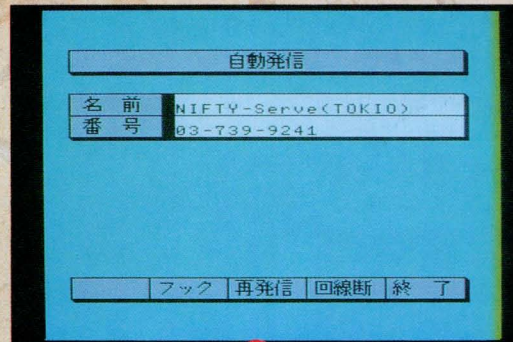 自動発信
名 前 NIFTY-Serve(TOKIO)
番 号 03-739-9241
フック 再発信 回線断 終 了